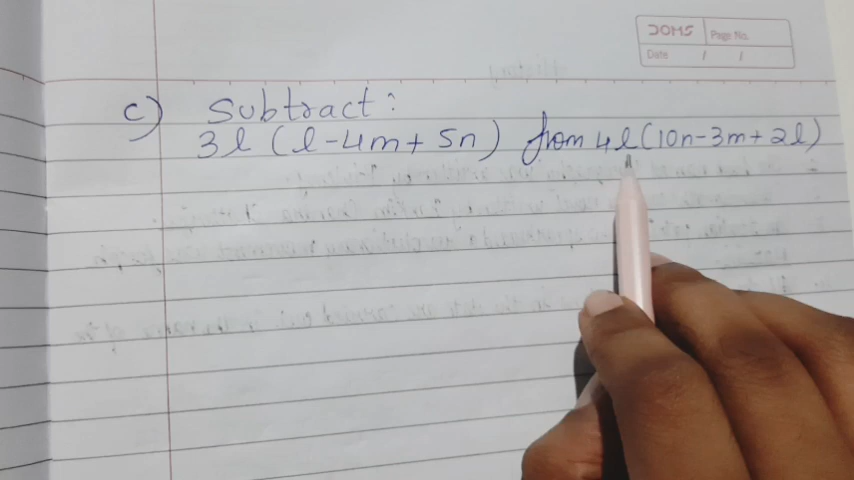 DOMS Page No.
Date / /
c) Subtract:
3l (l-4m+5n) from 4l(10n-3m+2l)